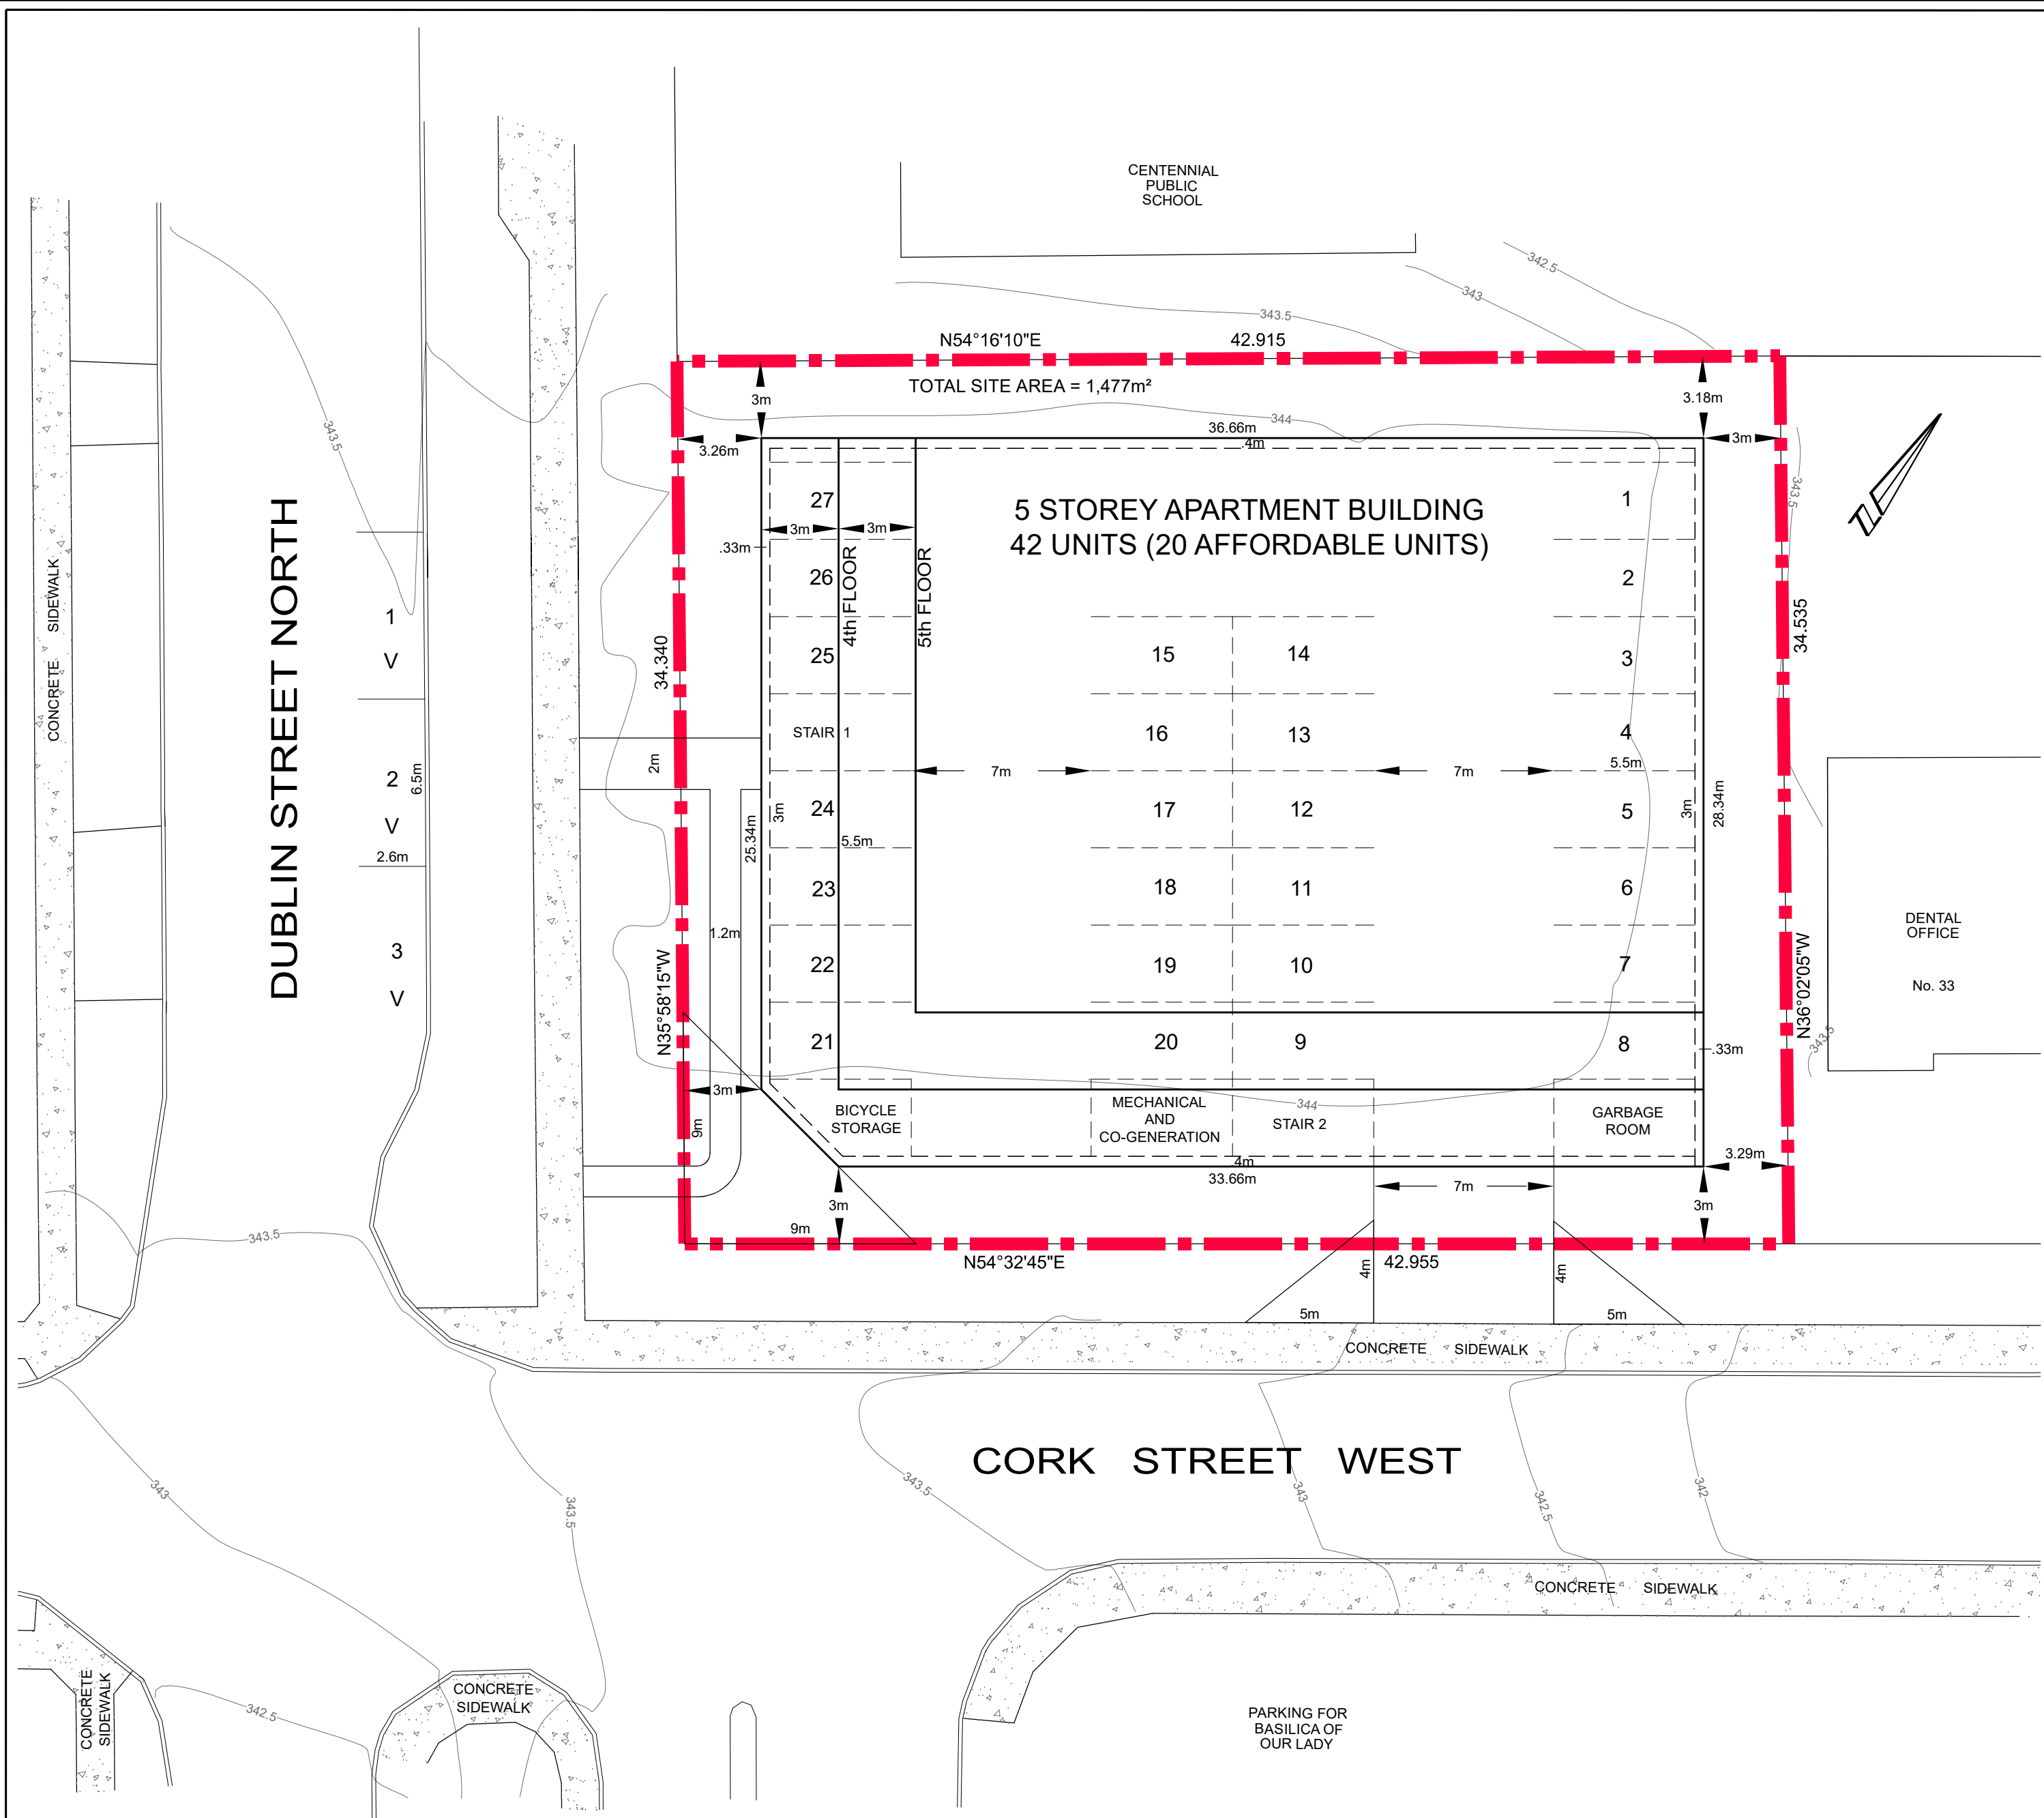 CENTENNIAL
PUBLIC
SCHOOL
342.5
343
343.5
N54°16'10"E 42.915
TOTAL SITE AREA = 1,477m²
3m
3.18m
344
36.66m
.4m
3.26m
3m
343.5
343.5
5 STOREY APARTMENT BUILDING
42 UNITS (20 AFFORDABLE UNITS)
27
1
3m
3m
.33m
26
2
4th FLOOR
5th FLOOR
CONCRETE SIDEWALK
DUBLIN STREET NORTH
1
V
34.340
34.535
25
15
14
3
STAIR 1
16
13
4
2m
7m
7m
5.5m
2
6.5m
V
2.6m
25.34m
3m
24
5.5m
17
12
5
3m
28.34m
23
18
11
6
3
V
1.2m
22
19
10
7
N35°58'15"W
N36°02'05"W
DENTAL
OFFICE
No. 33
21
20
9
8
.33m
343.5
3m
9m
BICYCLE
STORAGE
MECHANICAL
AND
CO-GENERATION
STAIR 2
344
GARBAGE
ROOM
.4m
33.66m
3.29m
7m
3m
3m
9m
343.5
N54°32'45"E 42.955
4m
4m
5m
5m
CONCRETE SIDEWALK
CORK STREET WEST
343
343.5
343.5
343
342.5
342
CONCRETE SIDEWALK
CONCRETE
SIDEWALK
342.5
CONCRETE
SIDEWALK
PARKING FOR
BASILICA OF
OUR LADY